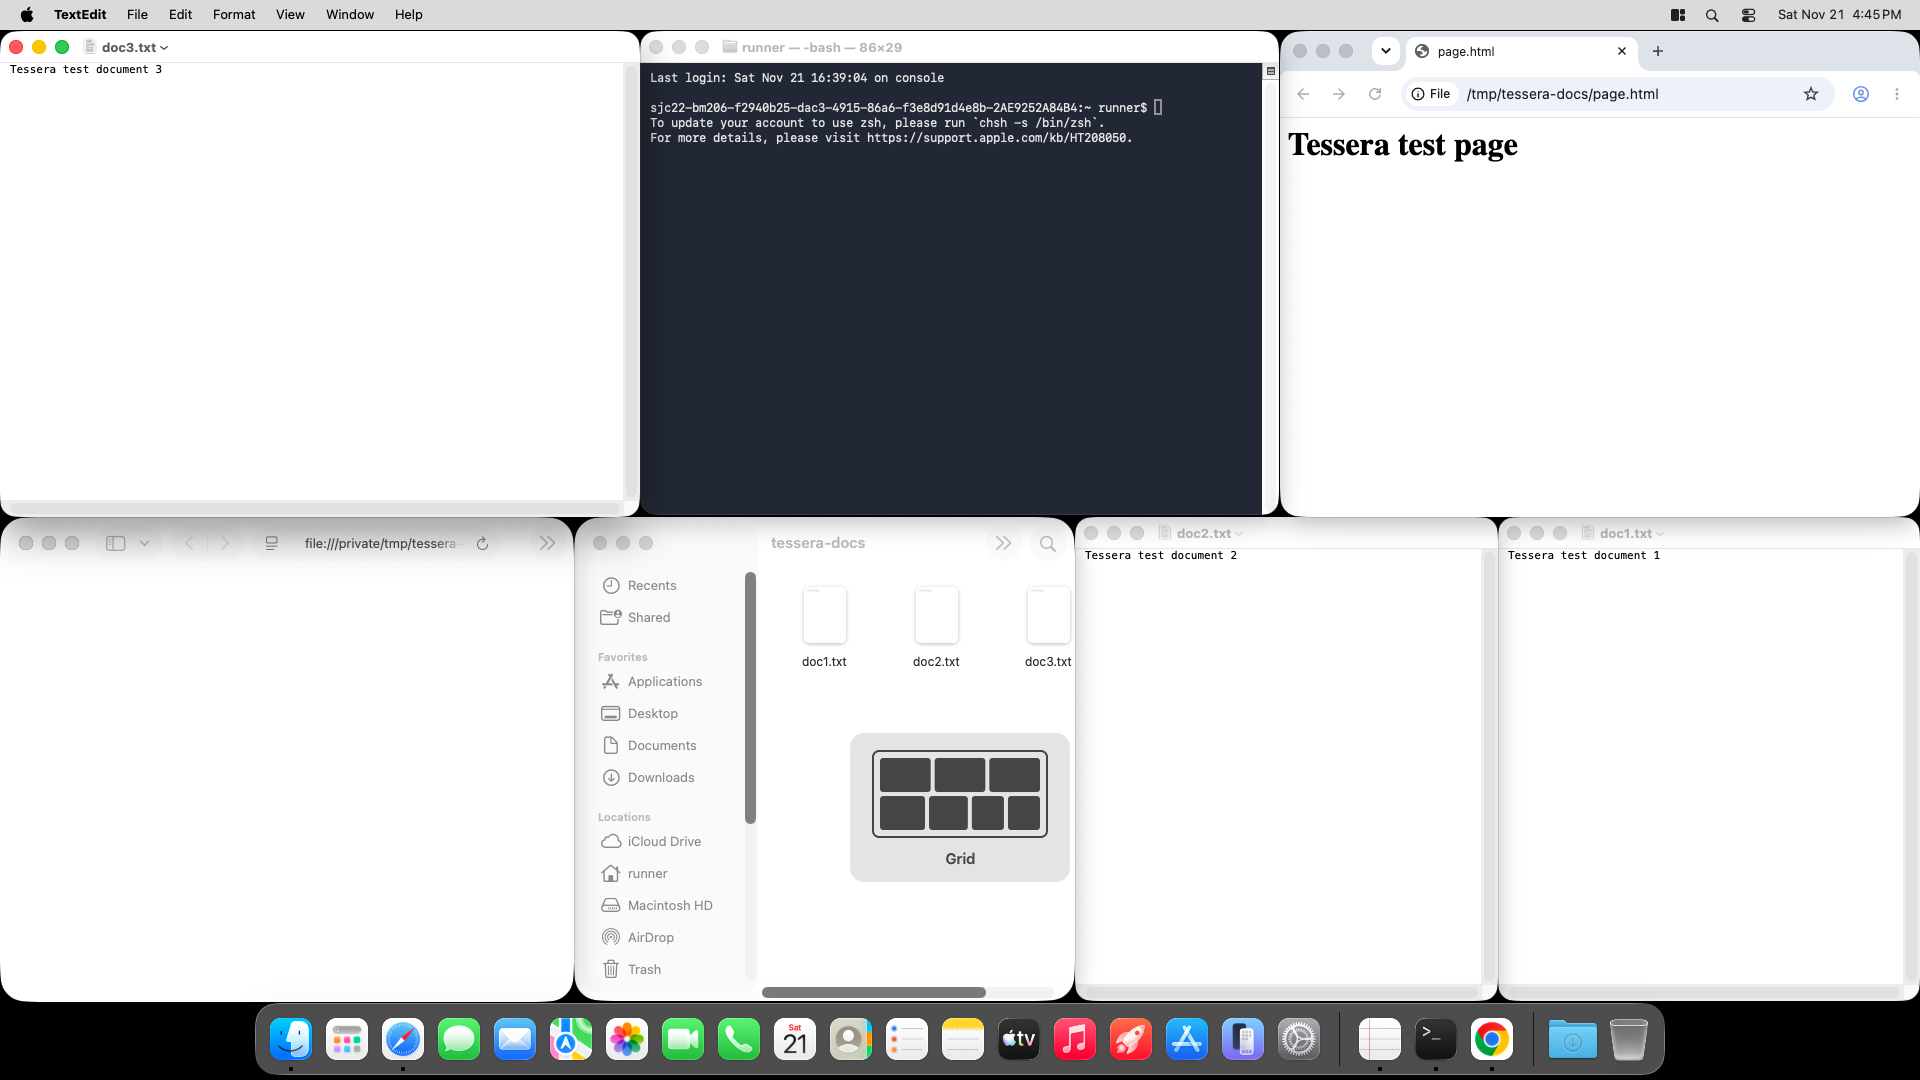 TextEdit File Edit Format View Window Help
Sat Nov 21 4:45 PM
doc3.txt
Tessera test document 3
runner — -bash — 86×29
Last login: Sat Nov 21 16:39:04 on console
sjc22-bm206-f2940b25-dac3-4915-86a6-f3e8d91d4e8b-2AE9252A84B4:~ runner$
To update your account to use zsh, please run `chsh -s /bin/zsh`.
For more details, please visit https://support.apple.com/kb/HT208050.
page.html
File /tmp/tessera-docs/page.html
Tessera test page
file:///private/tmp/tessera-
tessera-docs
Recents
Shared
Favorites
Applications
Desktop
Documents
Downloads
Locations
iCloud Drive
runner
Macintosh HD
AirDrop
Trash
doc1.txt doc2.txt doc3.txt
Grid
doc2.txt
Tessera test document 2
doc1.txt
Tessera test document 1
Sat
21
tv